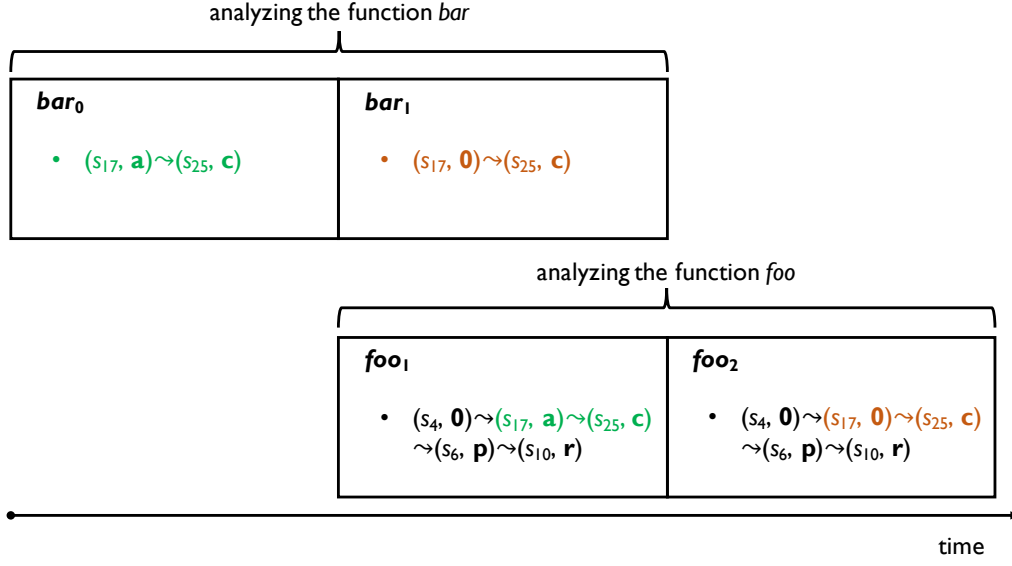 analyzing the function bar
bar₀
• (s₁₇, a)⤳(s₂₅, c)
bar₁
• (s₁₇, 0)⤳(s₂₅, c)
analyzing the function foo
foo₁
• (s₄, 0)⤳(s₁₇, a)⤳(s₂₅, c)
⤳(s₆, p)⤳(s₁₀, r)
foo₂
• (s₄, 0)⤳(s₁₇, 0)⤳(s₂₅, c)
⤳(s₆, p)⤳(s₁₀, r)
time